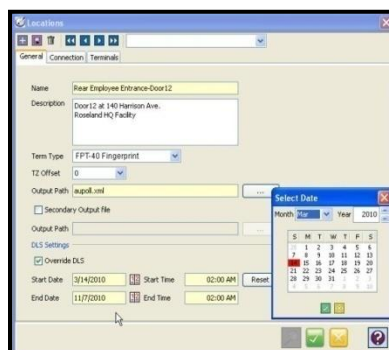 Locations
General Connection Terminals
Name Rear Employee Entrance-Door12
Description Door12 at 140 Harrison Ave.
Roseland HQ Facility
Term Type FPT-40 Fingerprint
TZ Offset 0
Output Path aupoll.xml ...
Secondary Output file
Output Path ...
DLS Settings
Override DLS
Start Date 3/14/2010 Start Time 02:00 AM Reset
End Date 11/7/2010 End Time 02:00 AM
Select Date
Month Mar Year 2010
S M T W T F S
1 2 3 4 5 6
7 8 9 10 11 12 13
14 15 16 17 18 19 20
21 22 23 24 25 26 27
28 29 30 31